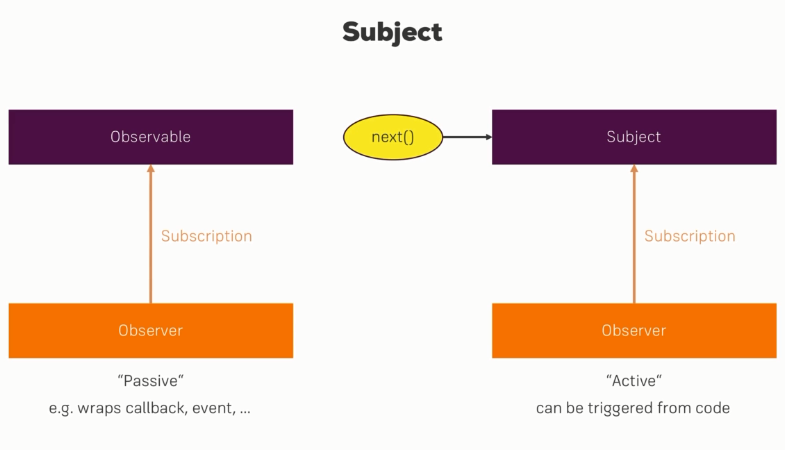 Subject
Observable
next()
Subject
Subscription
Subscription
Observer
Observer
“Passive”
“Active”
e.g. wraps callback, event, ...
can be triggered from code